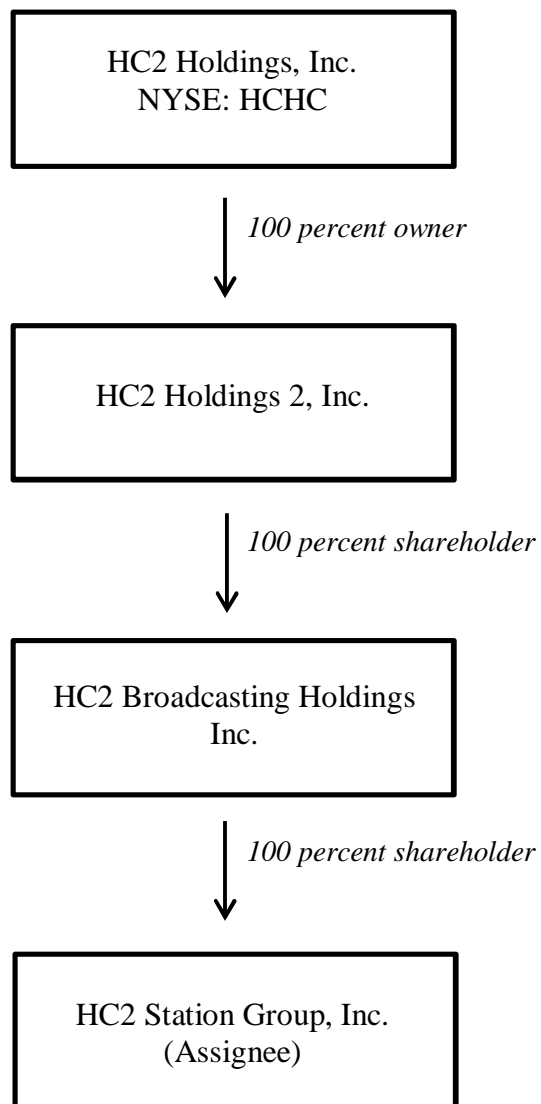 HC2 Holdings, Inc.
NYSE: HCHC
100 percent owner
HC2 Holdings 2, Inc.
100 percent shareholder
HC2 Broadcasting Holdings
Inc.
100 percent shareholder
HC2 Station Group, Inc.
(Assignee)